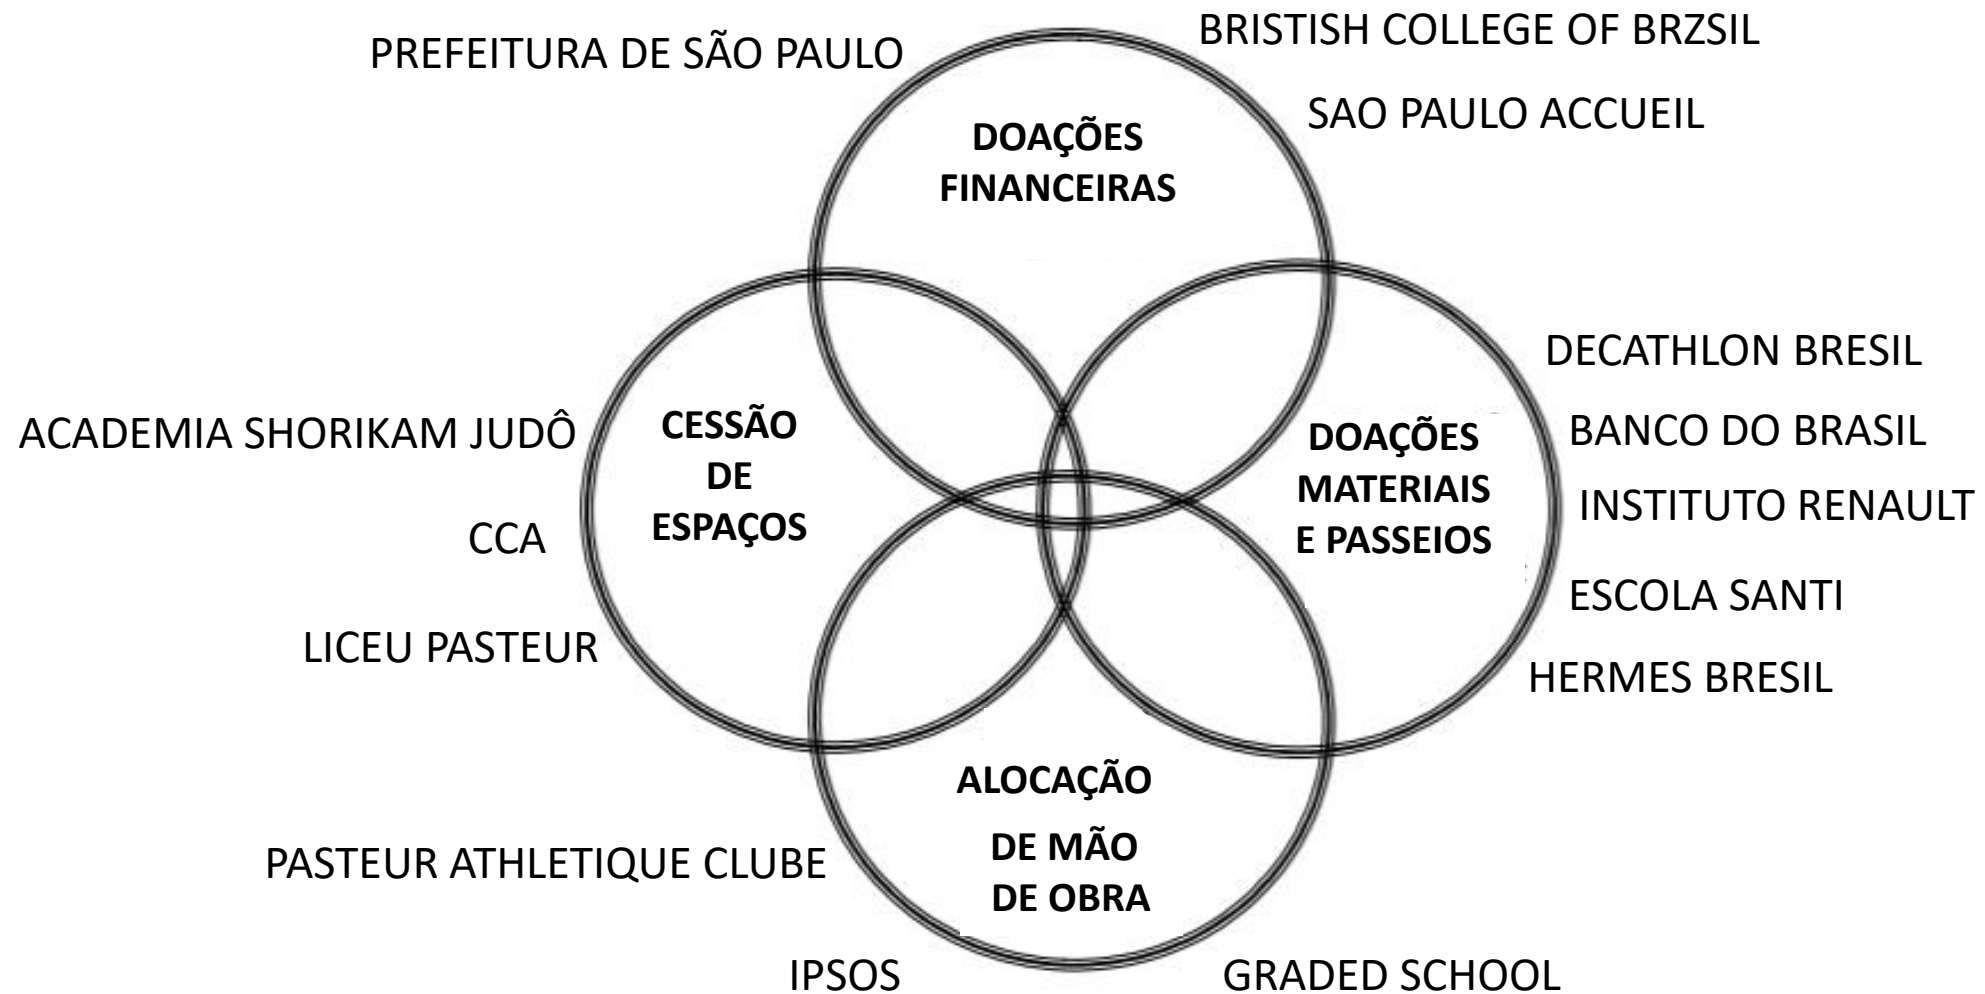 BRISTISH COLLEGE OF BRZSIL
PREFEITURA DE SÃO PAULO
SAO PAULO ACCUEIL
DOAÇÕES
FINANCEIRAS
DECATHLON BRESIL
ACADEMIA SHORIKAM JUDÔ
CESSÃO
DE
ESPAÇOS
DOAÇÕES
MATERIAIS
E PASSEIOS
BANCO DO BRASIL
INSTITUTO RENAULT
CCA
ESCOLA SANTI
LICEU PASTEUR
HERMES BRESIL
ALOCAÇÃO
DE MÃO
DE OBRA
PASTEUR ATHLETIQUE CLUBE
IPSOS
GRADED SCHOOL